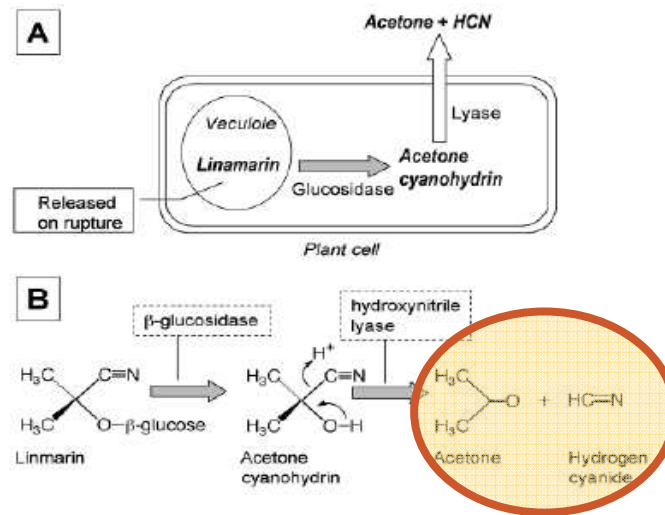 A
Acetone + HCN
Lyase
Vacuole
Linamarin
Glucosidase
Acetone
cyanohydrin
Released
on rupture
Plant cell
B
β-glucosidase
hydroxynitrile
lyase
H⁺
H₃C C≡N
H₃C O–β-glucose
Linmarin
H₃C C≡N
H₃C O–H
Acetone
cyanohydrin
H₃C
O + HC═N
H₃C
Acetone
Hydrogen
cyanide